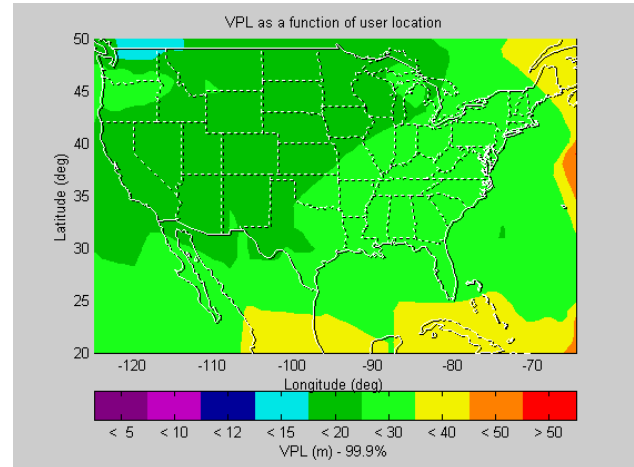 VPL as a function of user location
50
45
40
35
30
25
20
Latitude (deg)
-120 -110 -100 -90 -80 -70
Longitude (deg)
< 5 < 10 < 12 < 15 < 20 < 30 < 40 < 50 > 50
VPL (m) - 99.9%